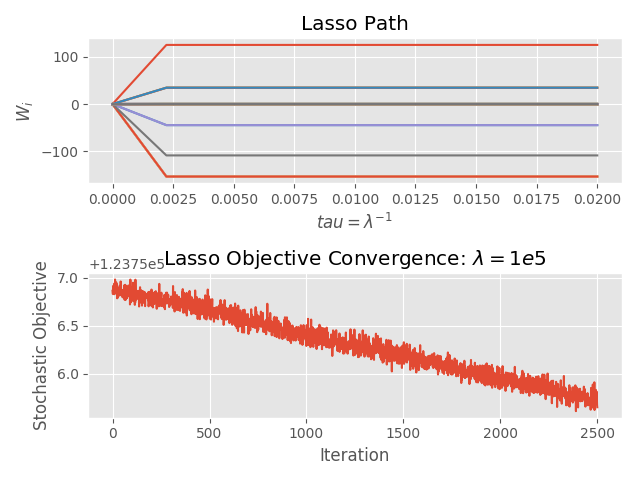 Lasso Path
100
0
−100
W_i
0.0000 0.0025 0.0050 0.0075 0.0100 0.0125 0.0150 0.0175 0.0200
tau = λ⁻¹
+1.2375e5
Lasso Objective Convergence: λ = 1e5
7.0
6.5
6.0
Stochastic Objective
0 500 1000 1500 2000 2500
Iteration